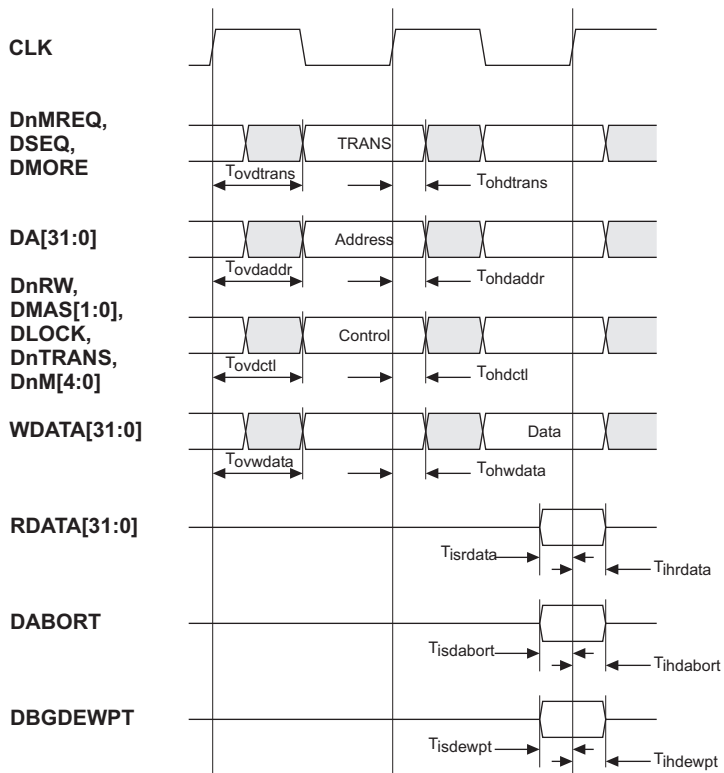 CLK
DnMREQ,
DSEQ,
DMORE
TRANS
Tovdtrans
Tohdtrans
DA[31:0]
Address
Tovdaddr
Tohdaddr
DnRW,
DMAS[1:0],
DLOCK,
DnTRANS,
DnM[4:0]
Control
Tovdctl
Tohdctl
WDATA[31:0]
Data
Tovwdata
Tohwdata
RDATA[31:0]
Tisrdata
Tihrdata
DABORT
Tisdabort
Tihdabort
DBGDEWPT
Tisdewpt
Tihdewpt